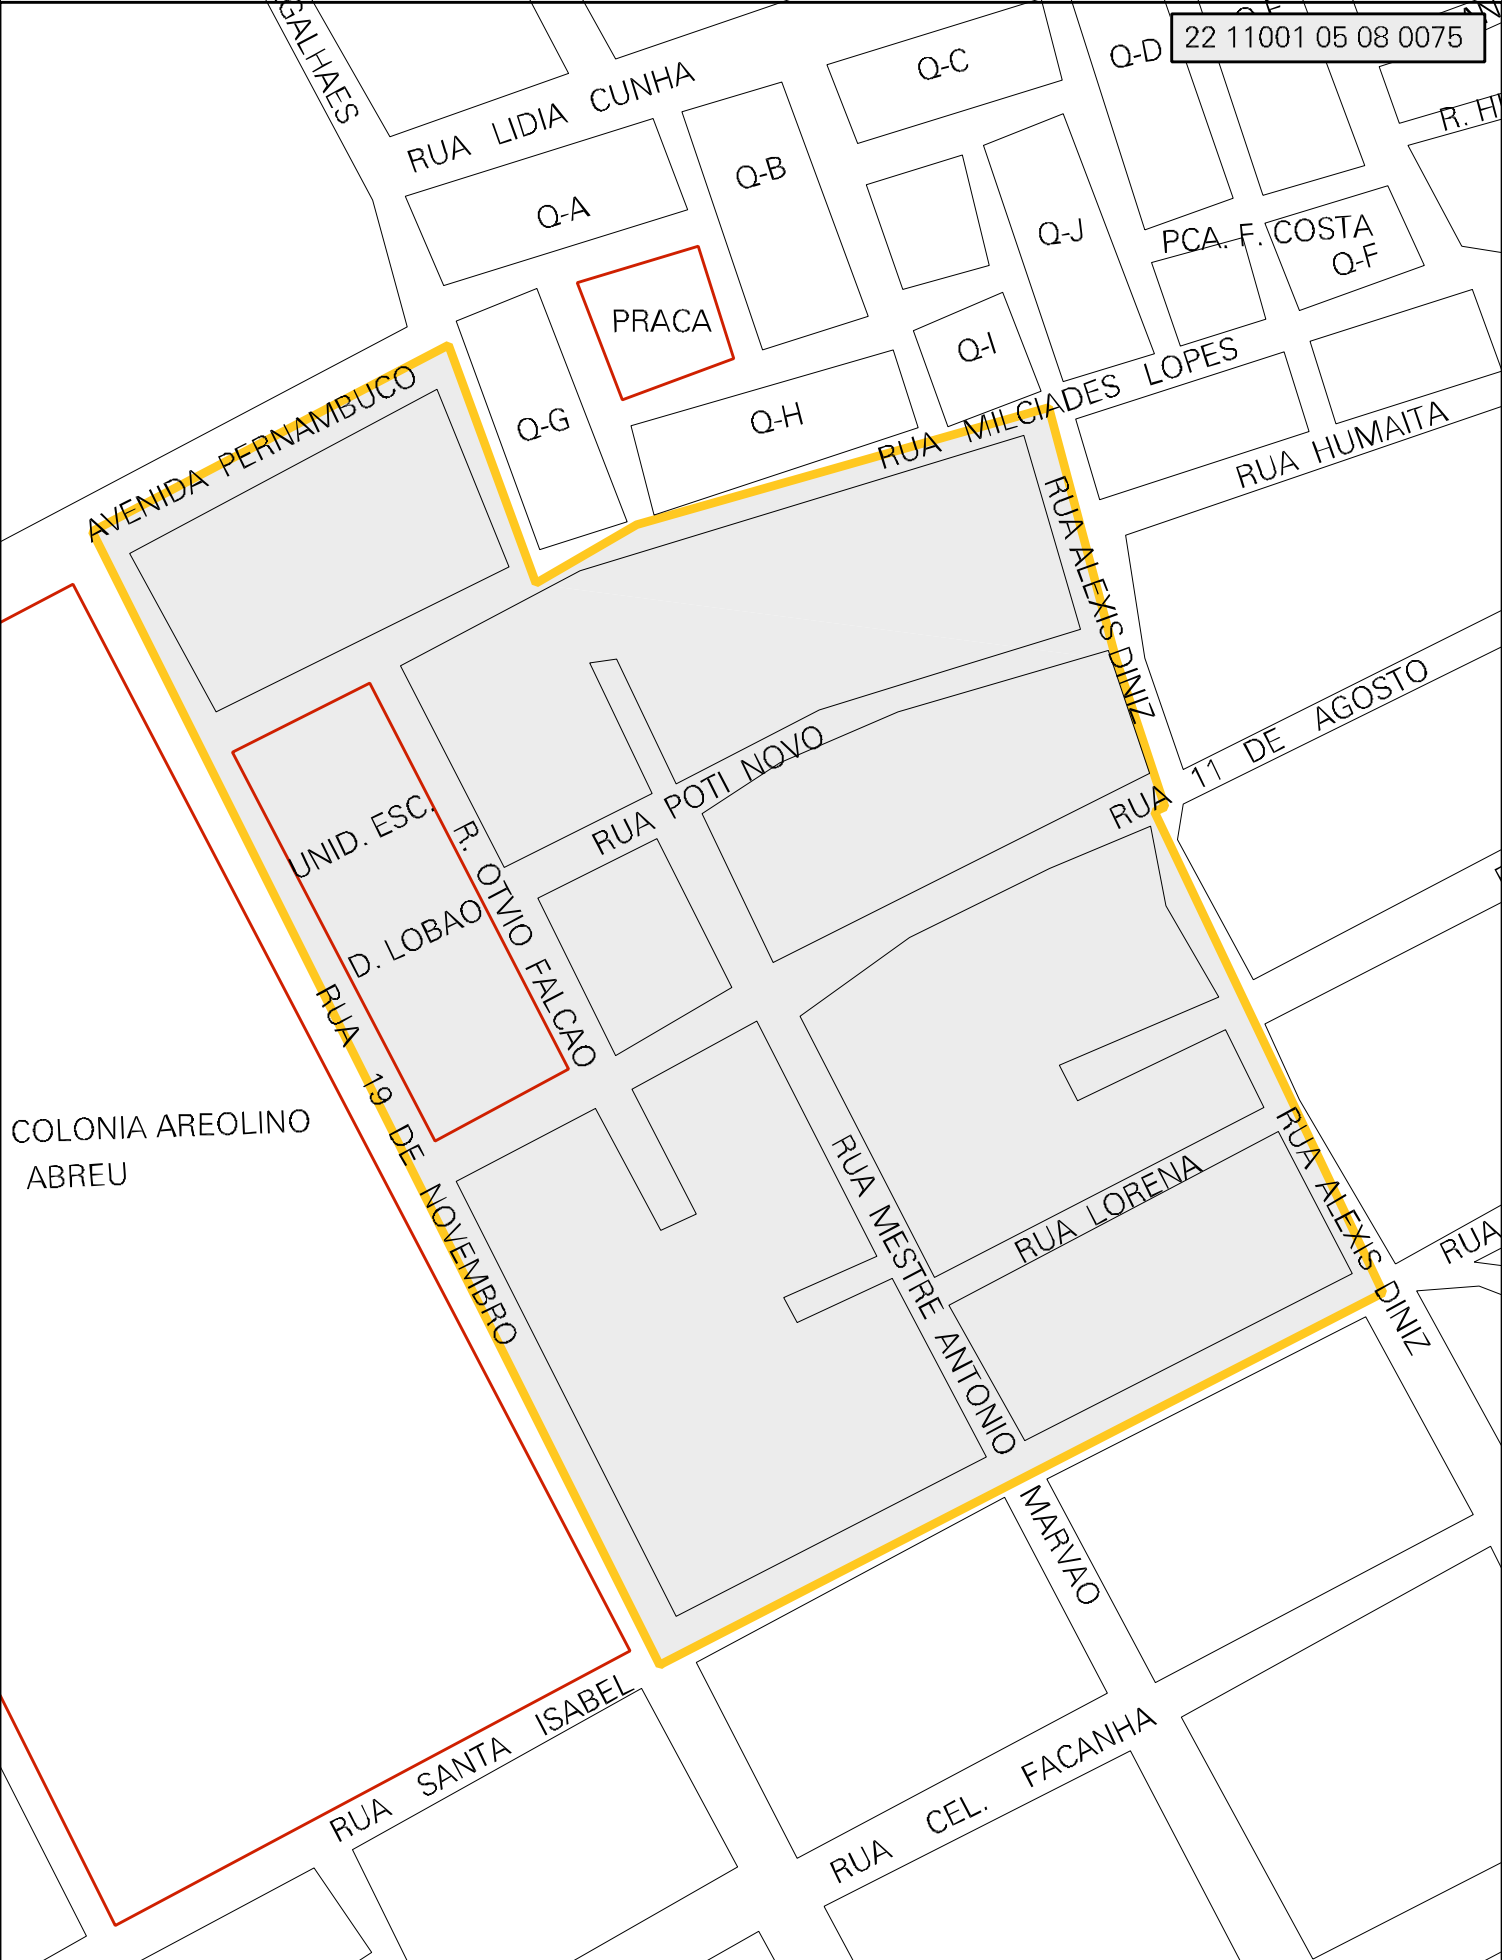 22 11001 05 08 0075
GALHAES
RUA LIDIA CUNHA
Q-C
Q-D
R.
Q-A
Q-B
Q-J
PCA. F. COSTA
Q-F
PRACA
Q-I
Q-G
Q-H
RUA MILCIADES LOPES
AVENIDA PERNAMBUCO
RUA HUMAITA
RUA ALEXIS DINIZ
RUA 11 DE AGOSTO
RUA POTI NOVO
UNID. ESC.
D. LOBAO
R. OTVIO FALCAO
RUA 19 DE NOVEMBRO
COLONIA AREOLINO
ABREU
RUA MESTRE ANTONIO
RUA LORENA
RUA ALEXIS DINIZ
RUA
MARVAO
RUA SANTA ISABEL
RUA CEL. FACANHA